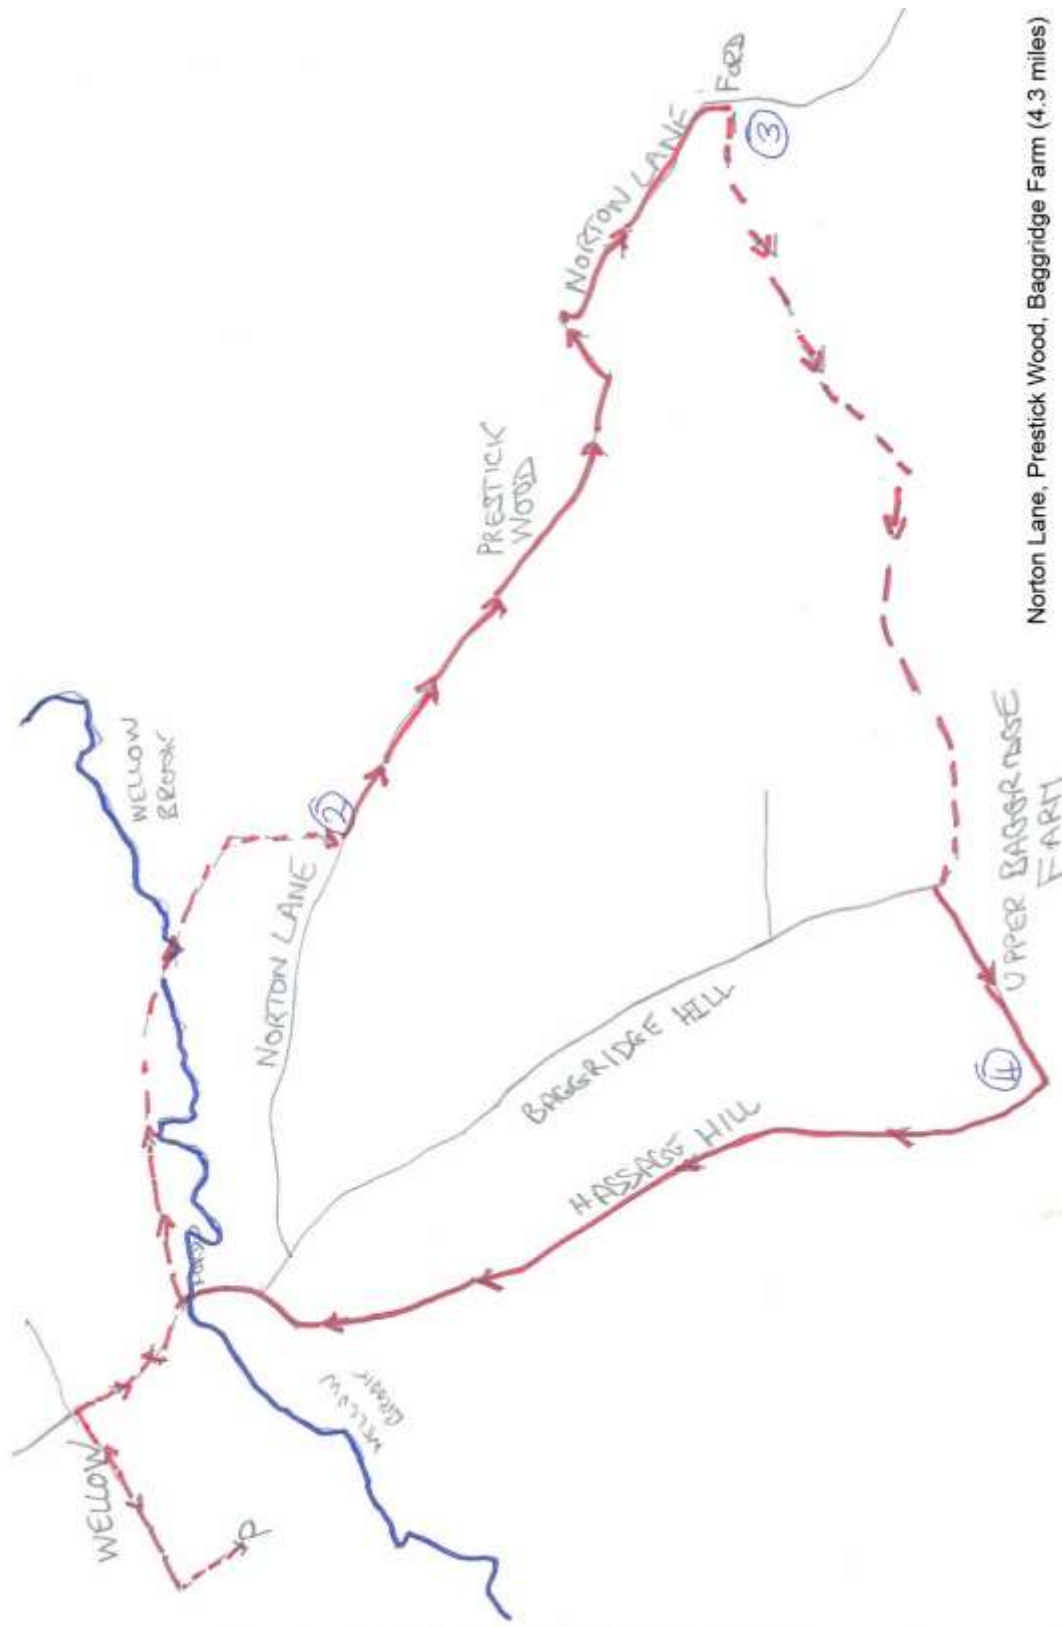 WELLOW
WELLOW
BROOK
FORD
P
NORTON LANE
2
WELLOW
BROOK
PRESTICK
WOOD
NORTON LANE
BAGGRIDGE HILL
HASSAGE HILL
FORD
3
4
UPPER BAGGRIDGE
FARM
Norton Lane, Prestick Wood, Baggridge Farm (4.3 miles)